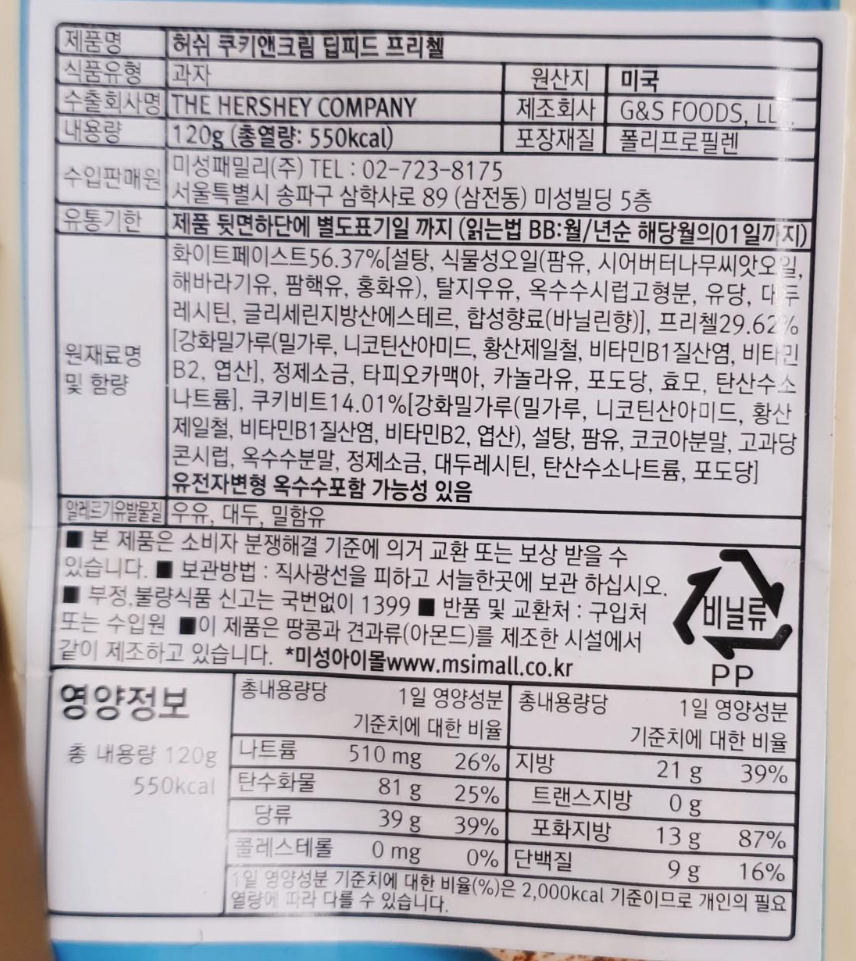 제품명 허쉬 쿠키앤크림 딥피드 프리첼
식품유형 과자 원산지 미국
수출회사명 THE HERSHEY COMPANY 제조회사 G&S FOODS, LL
내용량 120g (총열량: 550kcal) 포장재질 폴리프로필렌
수입판매원 미성패밀리(주) TEL : 02-723-8175
서울특별시 송파구 삼학사로 89 (삼전동) 미성빌딩 5층
유통기한 제품 뒷면하단에 별도표기일 까지 (읽는법 BB:월/년순 해당월의01일까지)
화이트페이스트56.37%[설탕, 식물성오일(팜유, 시어버터나무씨앗오일,
해바라기유, 팜핵유, 홍화유), 탈지우유, 옥수수시럽고형분, 유당, 대두
레시틴, 글리세린지방산에스테르, 합성향료(바닐린향)], 프리첼29.62%
원재료명 및 함량 [강화밀가루(밀가루, 니코틴산아미드, 황산제일철, 비타민B1질산염, 비타민
B2, 엽산], 정제소금, 타피오카맥아, 카놀라유, 포도당, 효모, 탄산수소
나트륨], 쿠키비트14.01%[강화밀가루(밀가루, 니코틴산아미드, 황산
제일철, 비타민B1질산염, 비타민B2, 엽산), 설탕, 팜유, 코코아분말, 고과당
콘시럽, 옥수수분말, 정제소금, 대두레시틴, 탄산수소나트륨, 포도당]
유전자변형 옥수수포함 가능성 있음
알레르기유발물질 우유, 대두, 밀함유
■ 본 제품은 소비자 분쟁해결 기준에 의거 교환 또는 보상 받을 수
있습니다. ■ 보관방법 : 직사광선을 피하고 서늘한곳에 보관 하십시오.
■ 부정,불량식품 신고는 국번없이 1399 ■ 반품 및 교환처 : 구입처
또는 수입원 ■이 제품은 땅콩과 견과류(아몬드)를 제조한 시설에서
같이 제조하고 있습니다. *미성아이몰www.msimall.co.kr
비닐류
PP
영양정보
총 내용량 120g
550kcal
총내용량당 1일 영양성분 기준치에 대한 비율
총내용량당 1일 영양성분 기준치에 대한 비율
나트륨 510 mg 26% 지방 21 g 39%
탄수화물 81 g 25% 트랜스지방 0 g
당류 39 g 39% 포화지방 13 g 87%
콜레스테롤 0 mg 0% 단백질 9 g 16%
1일 영양성분 기준치에 대한 비율(%)은 2,000kcal 기준이므로 개인의 필요
열량에 따라 다를 수 있습니다.